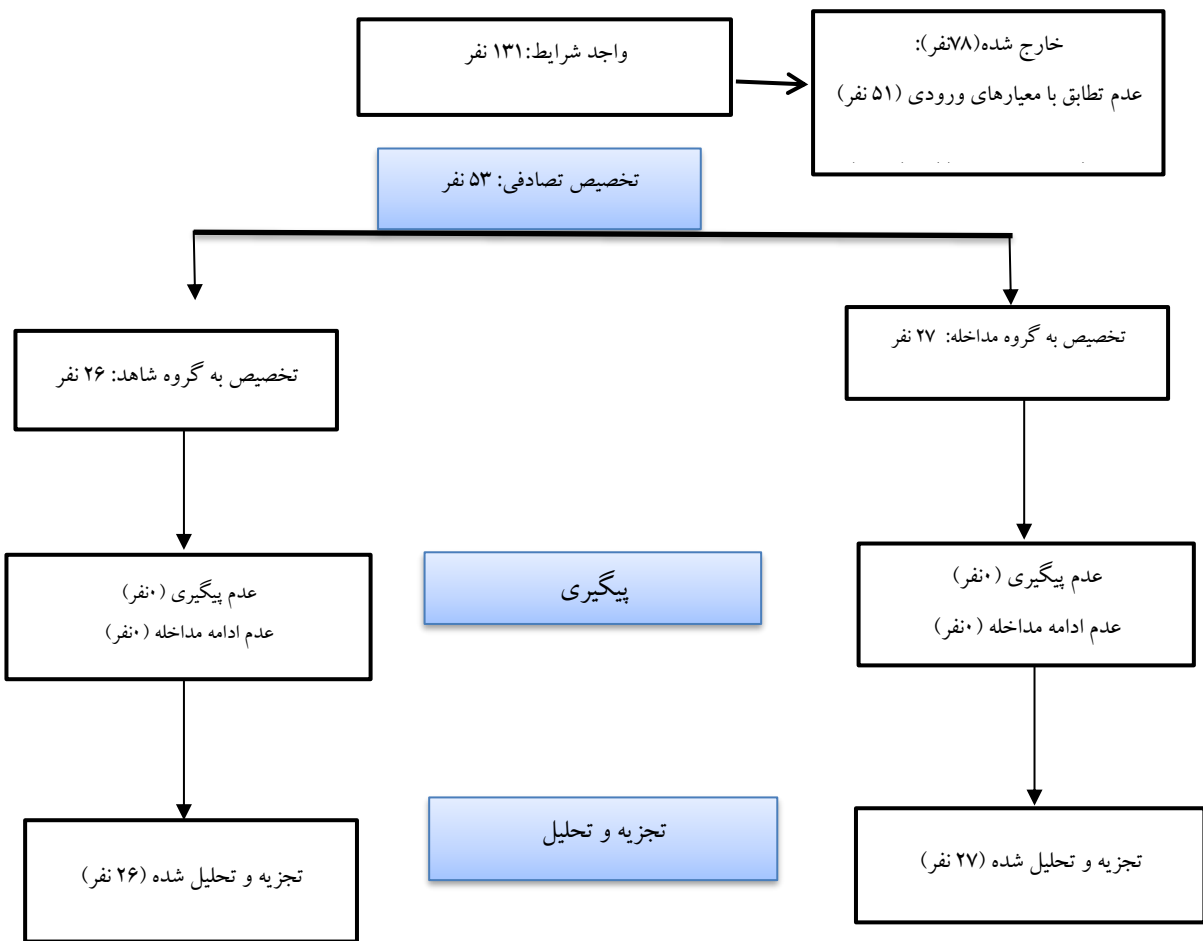 واجد شرایط:۱۳۱ نفر
خارج شده(۷۸نفر):
عدم تطابق با معیارهای ورودی (۵۱ نفر)
تخصیص تصادفی: ۵۳ نفر
تخصیص به گروه مداخله: ۲۷ نفر
تخصیص به گروه شاهد: ۲۶ نفر
عدم پیگیری (۰نفر)
عدم ادامه مداخله (۰نفر)
پیگیری
عدم پیگیری (۰نفر)
عدم ادامه مداخله (۰نفر)
تجزیه و تحلیل شده (۲۷ نفر)
تجزیه و تحلیل
تجزیه و تحلیل شده (۲۶ نفر)